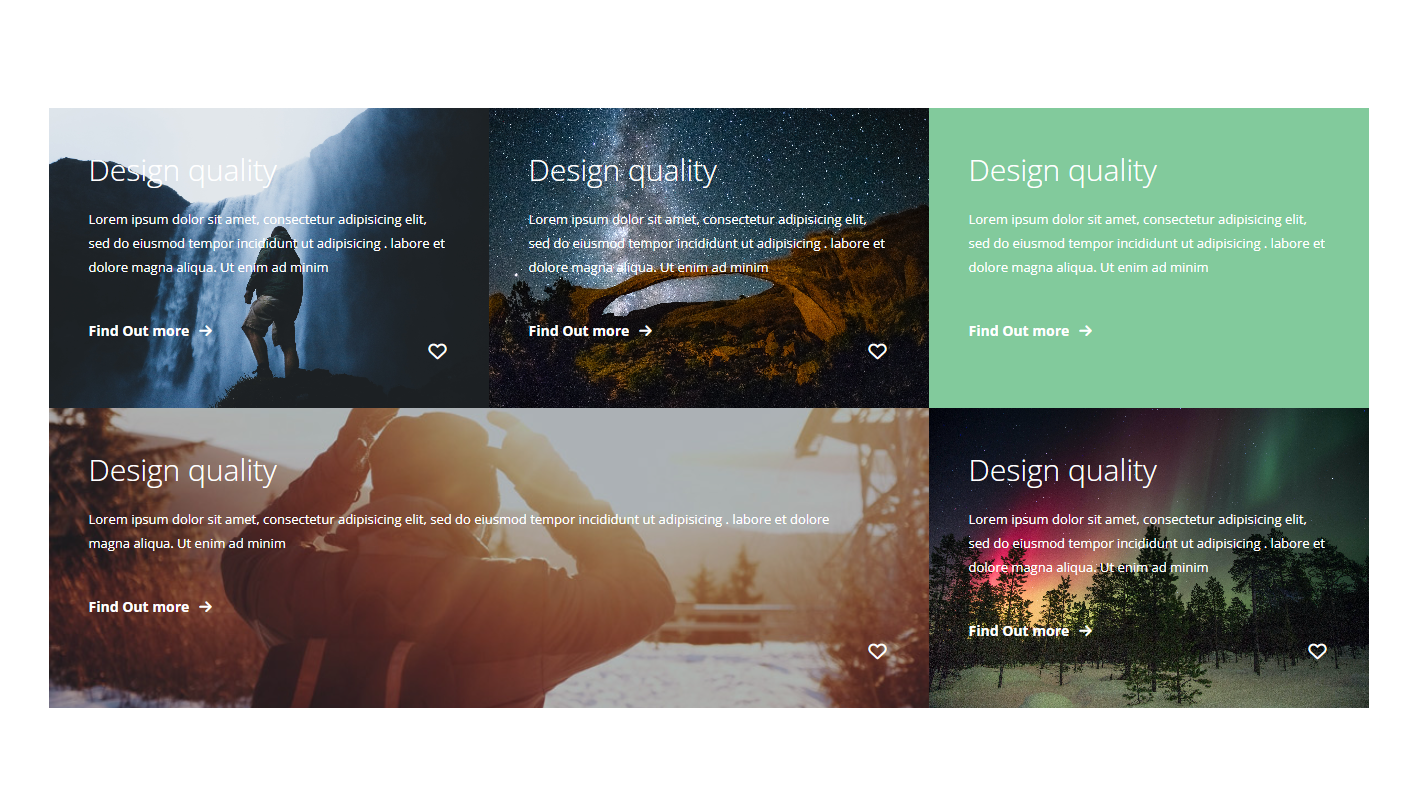 Design quality
Lorem ipsum dolor sit amet, consectetur adipisicing elit,
sed do eiusmod tempor incididunt ut adipisicing . labore et
dolore magna aliqua. Ut enim ad minim
Find Out more
Design quality
Lorem ipsum dolor sit amet, consectetur adipisicing elit,
sed do eiusmod tempor incididunt ut adipisicing . labore et
dolore magna aliqua. Ut enim ad minim
Find Out more
Design quality
Lorem ipsum dolor sit amet, consectetur adipisicing elit,
sed do eiusmod tempor incididunt ut adipisicing . labore et
dolore magna aliqua. Ut enim ad minim
Find Out more
Design quality
Lorem ipsum dolor sit amet, consectetur adipisicing elit, sed do eiusmod tempor incididunt ut adipisicing . labore et dolore
magna aliqua. Ut enim ad minim
Find Out more
Design quality
Lorem ipsum dolor sit amet, consectetur adipisicing elit,
sed do eiusmod tempor incididunt ut adipisicing . labore et
dolore magna aliqua. Ut enim ad minim
Find Out more